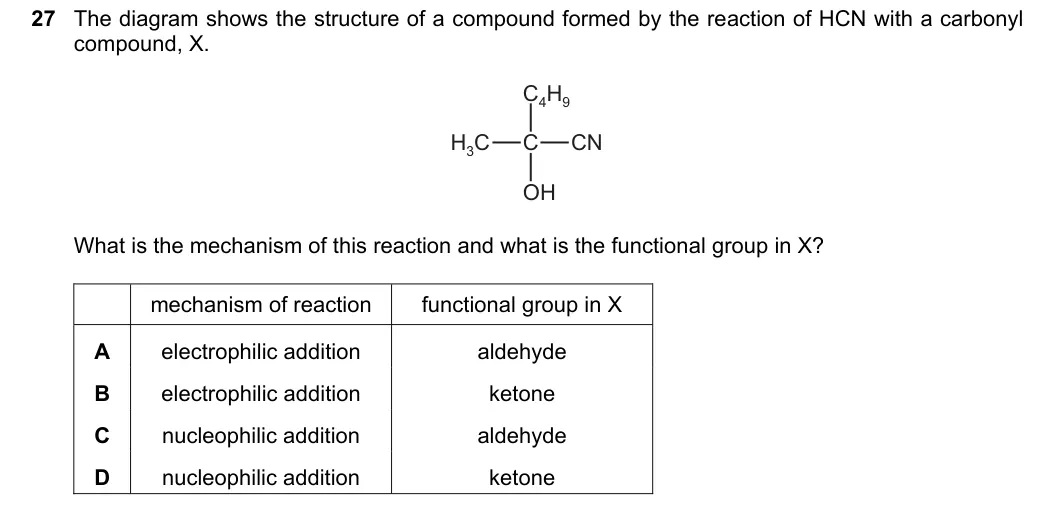 27 The diagram shows the structure of a compound formed by the reaction of HCN with a carbonyl
compound, X.
C₄H₉
H₃C—C—CN
OH
What is the mechanism of this reaction and what is the functional group in X?
mechanism of reaction functional group in X
A electrophilic addition aldehyde
B electrophilic addition ketone
C nucleophilic addition aldehyde
D nucleophilic addition ketone